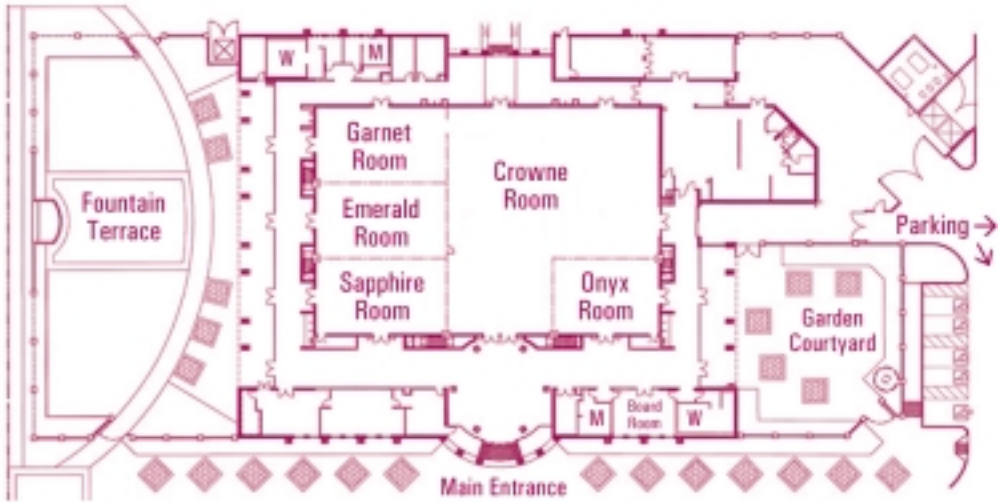 W
M
Garnet
Room
Crowne
Room
Fountain
Terrace
Emerald
Room
Parking
Sapphire
Room
Onyx
Room
Garden
Courtyard
M
Board
Room
W
Main Entrance